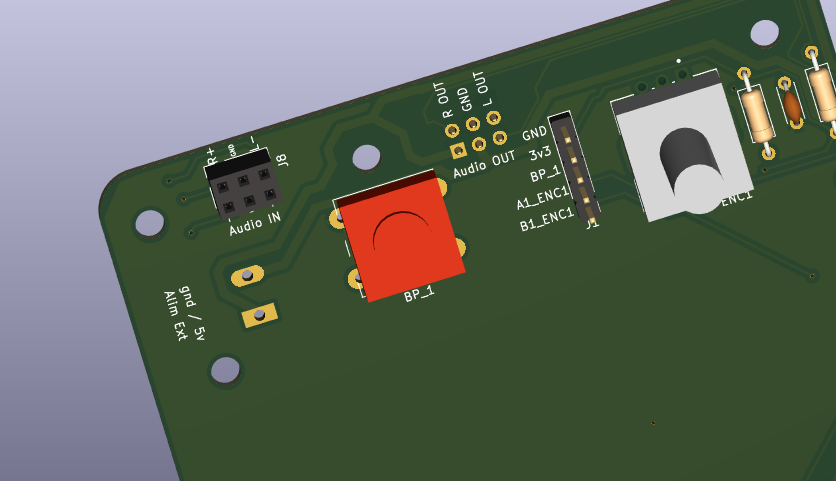 R OUT
GND
L OUT
Audio OUT
R+
GND
L-
J8
Audio IN
gnd / 5v
Alim Ext
BP_1
GND
3v3
BP_1
A1_ENC1
B1_ENC1
J1
ENC1